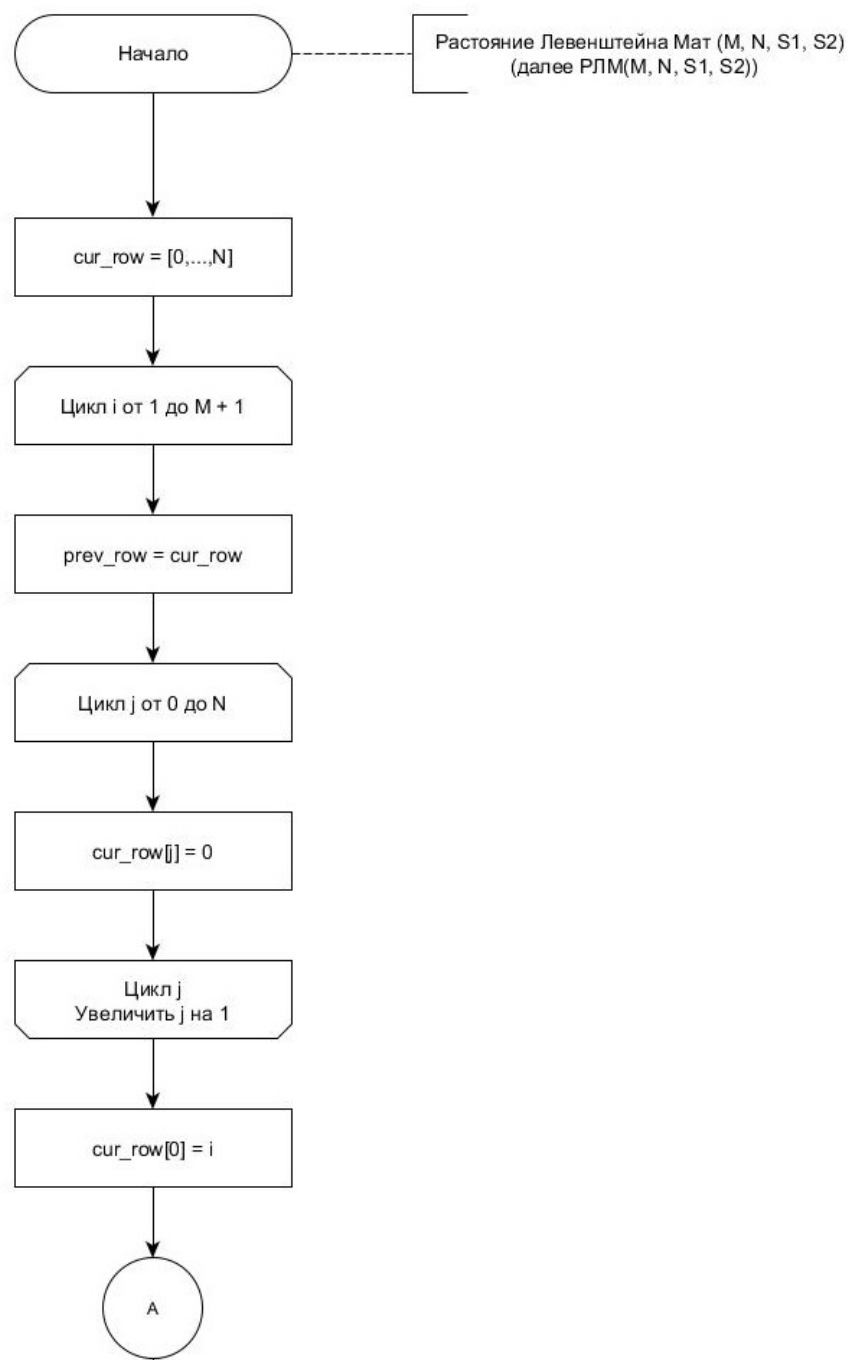 Начало
Растояние Левенштейна Мат (M, N, S1, S2)
(далее РЛМ(M, N, S1, S2))
cur_row = [0,...,N]
Цикл i от 1 до M + 1
prev_row = cur_row
Цикл j от 0 до N
cur_row[j] = 0
Цикл j
Увеличить j на 1
cur_row[0] = i
A